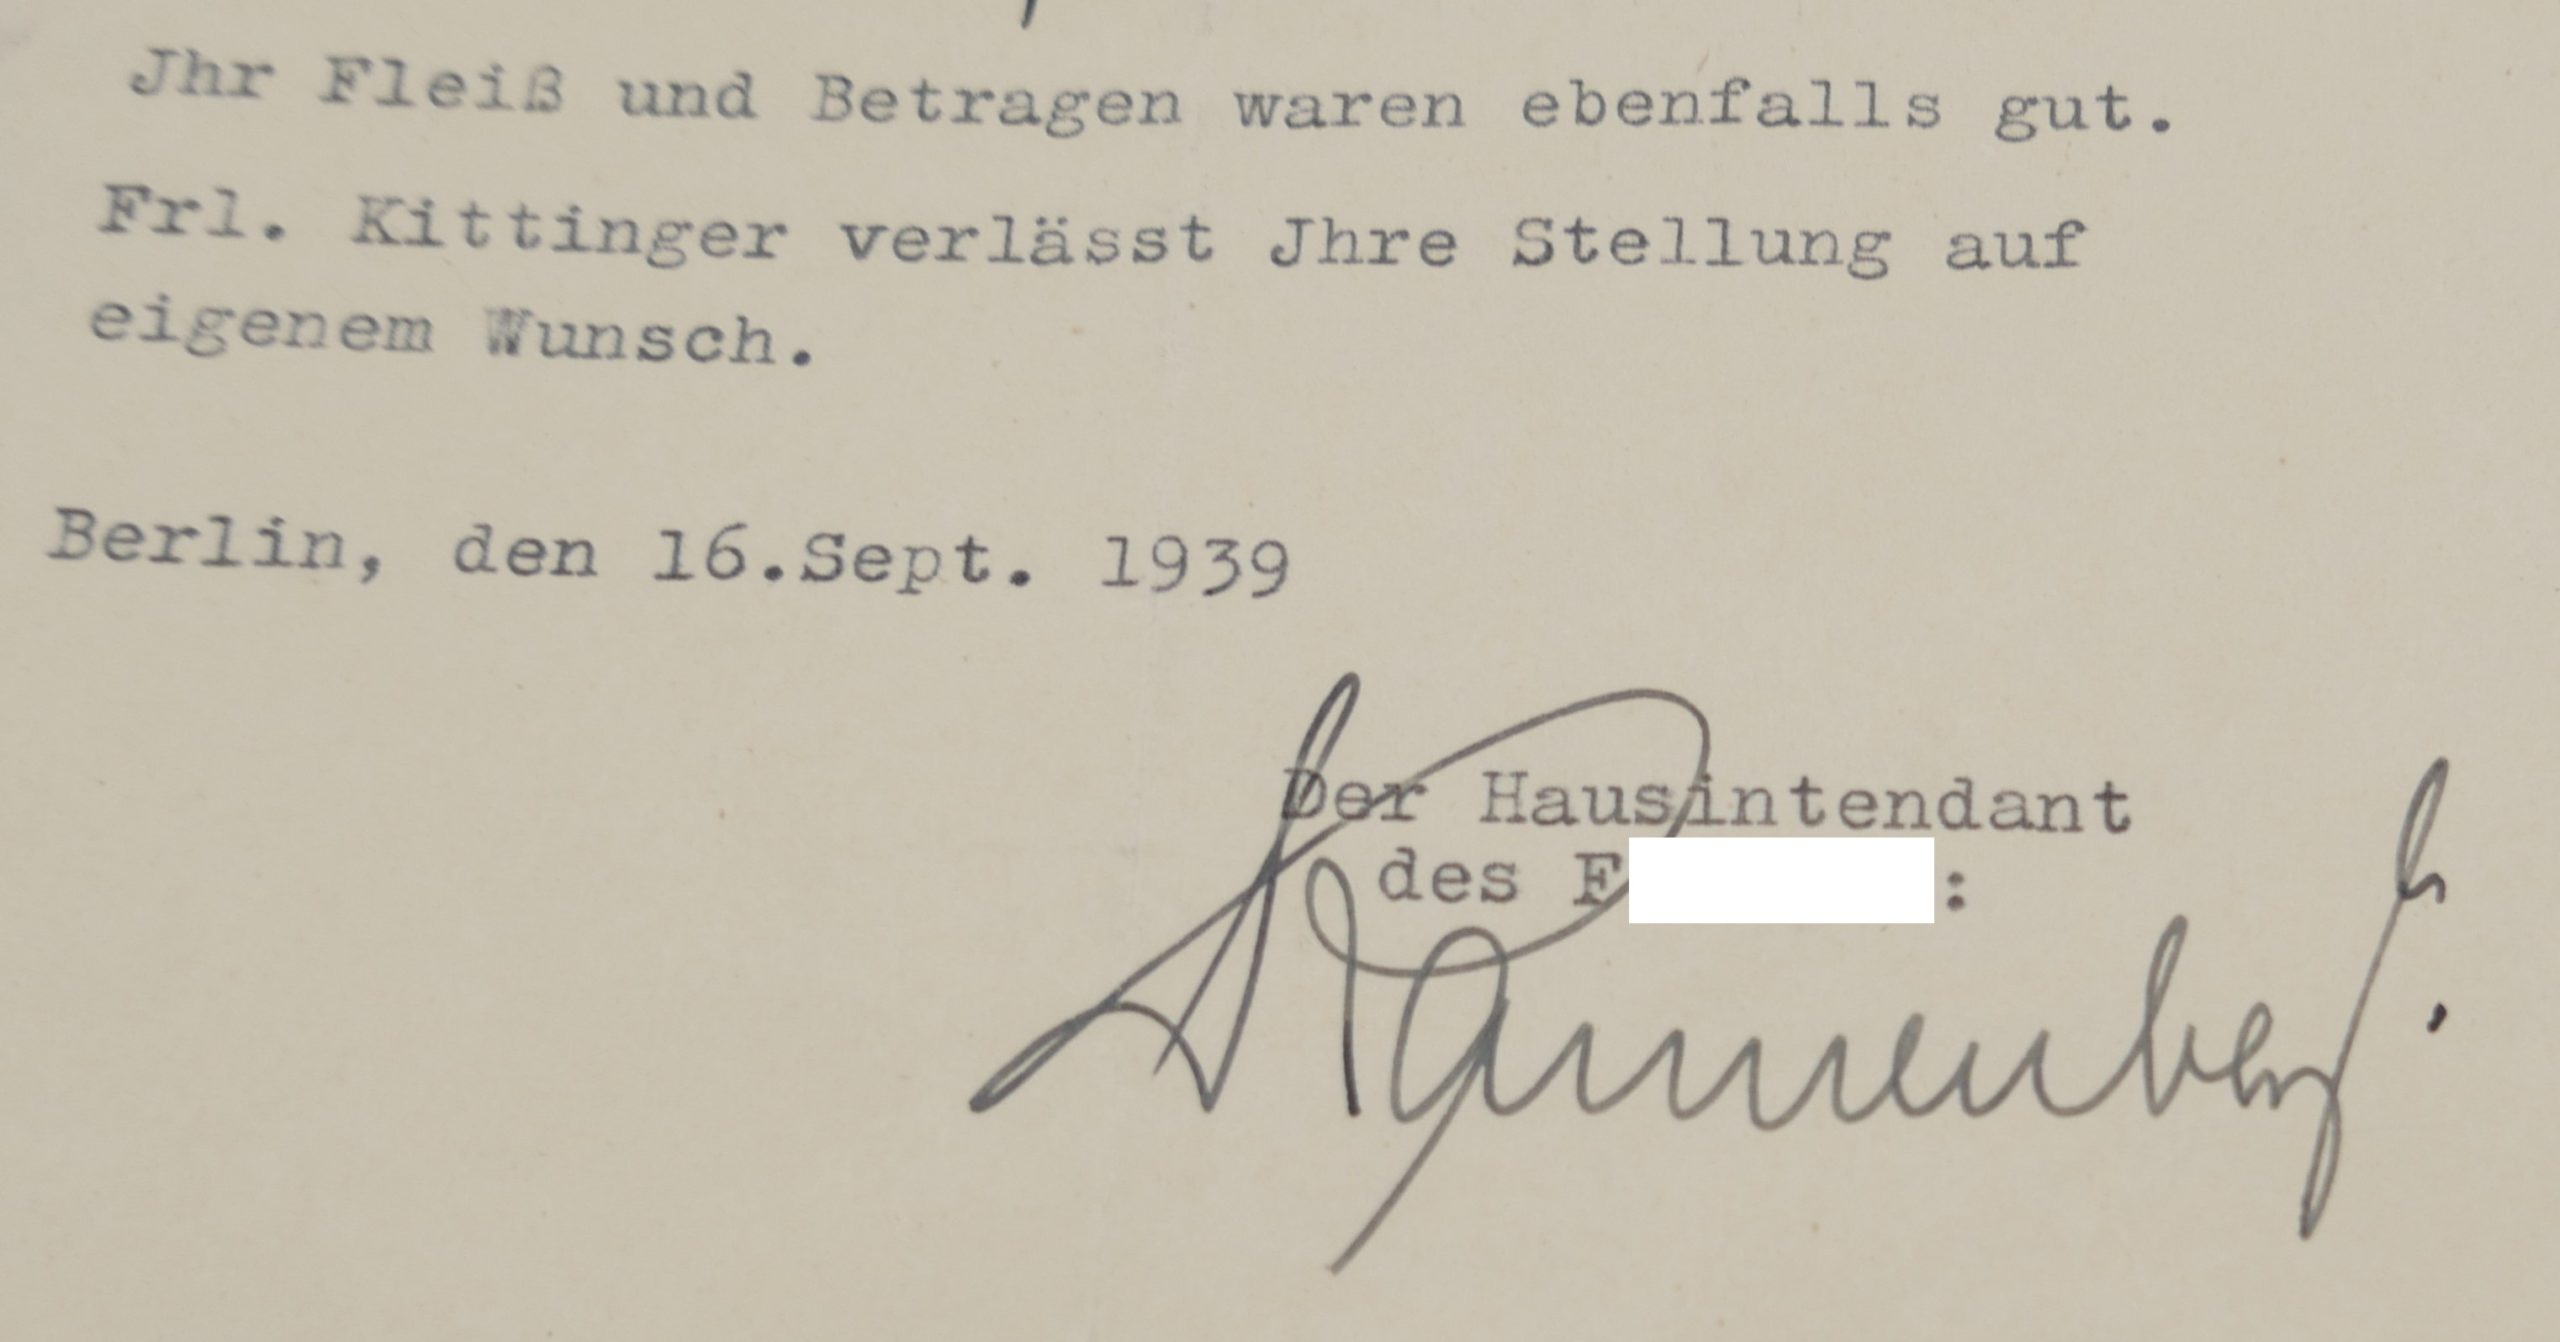 Jhr Fleiß und Betragen waren ebenfalls gut.
Frl. Kittinger verlässt Jhre Stellung auf
eigenem Wunsch.
Berlin, den 16.Sept. 1939
Der Hausintendant
des F :
Kannenberg.